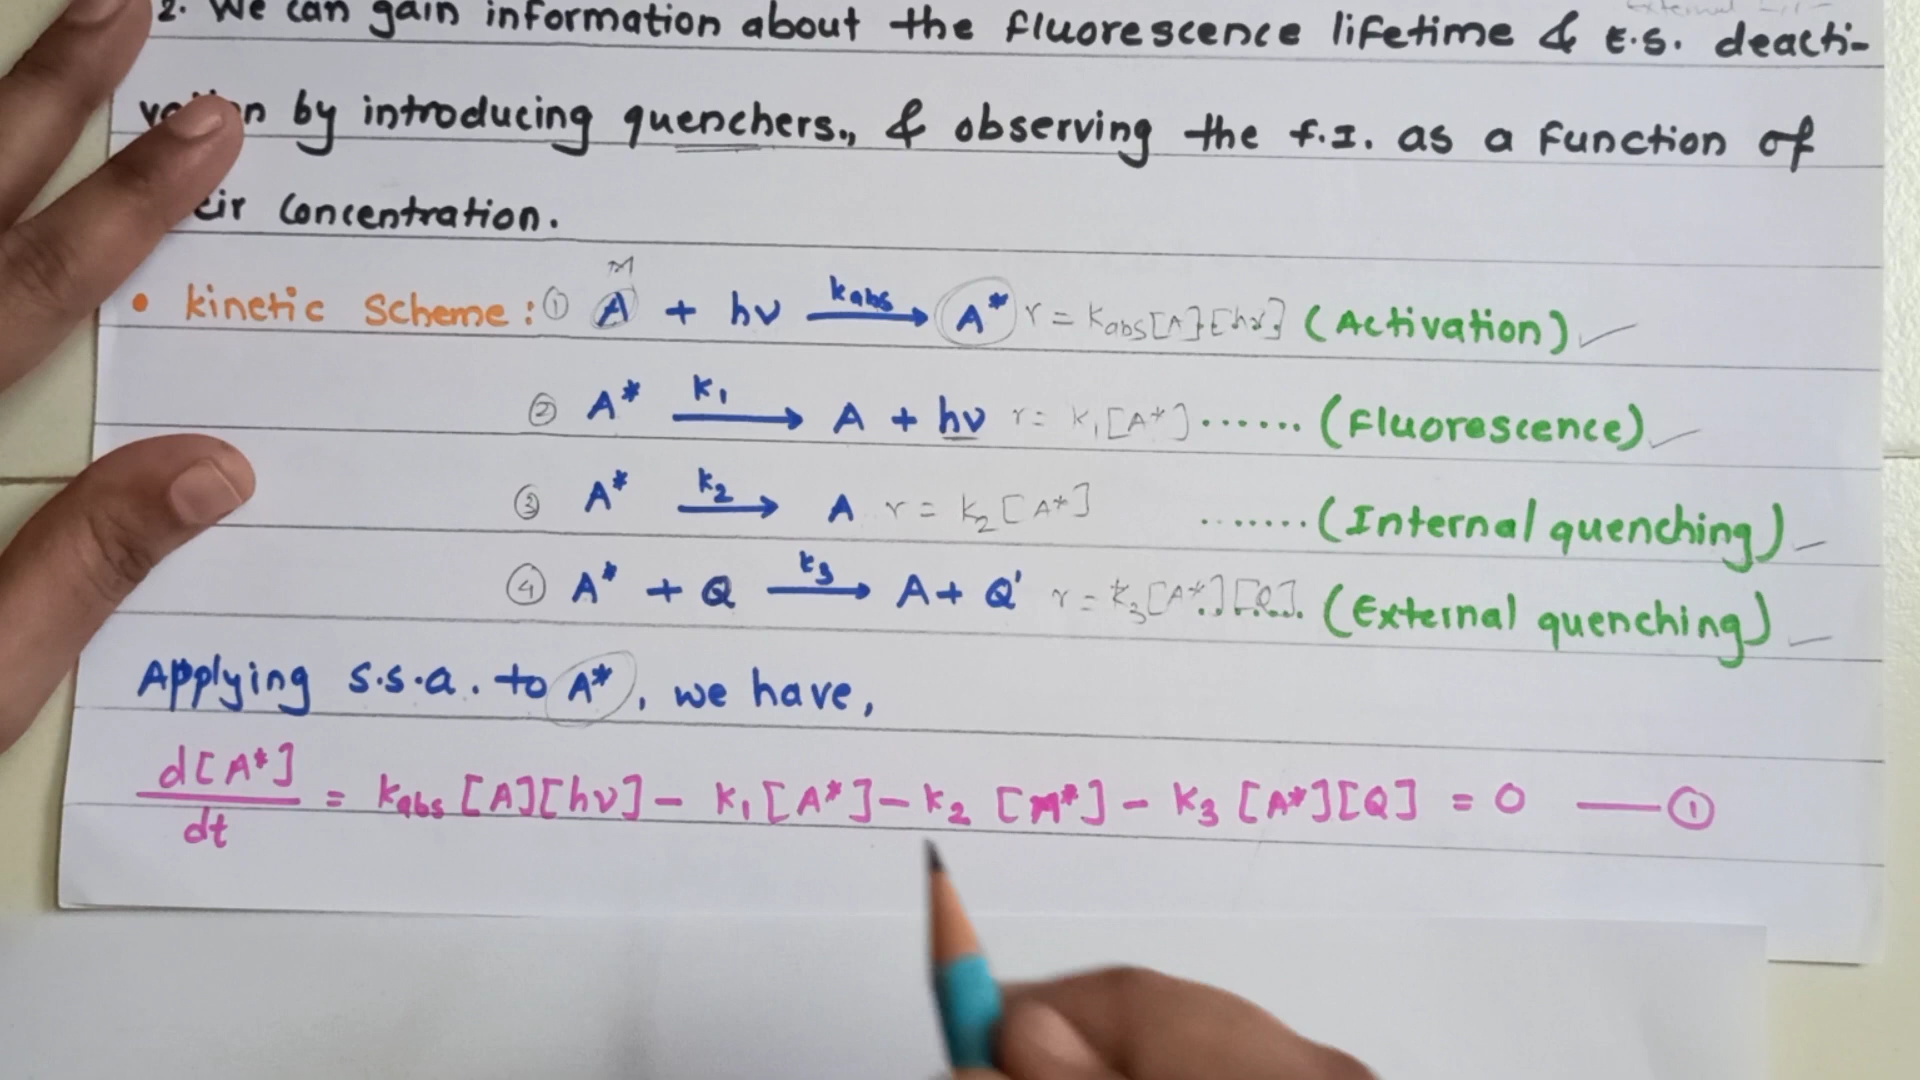 2. We can gain information about the fluorescence lifetime & E.S. deacti-
by introducing quenchers., & observing the f.I. as a function of
concentration.
• kinetic Scheme: ① A + hν kabs→ A* r = kabs[A][hν] (Activation)
M
② A* k₁→ A + hν r = k₁[A*] ...... (Fluorescence)
③ A* k₂→ A r = k₂[A*] ....... (Internal quenching)
④ A* + Q k₃→ A + Q' r = k₃[A*][Q]. (External quenching)
Applying s.s.a. to A*, we have,
d[A*]/dt = kabs [A][hν] - k₁[A*] - k₂ [M*] - k₃ [A*][Q] = 0 — ①